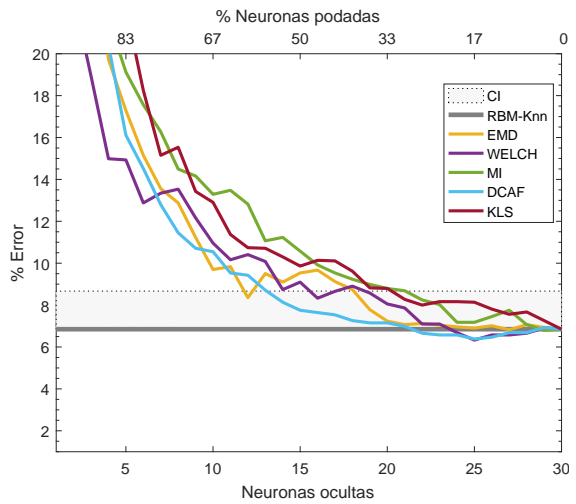 % Neuronas podadas
83 67 50 33 17 0
20
18
16
14
12
10
8
6
4
2
% Error
CI
RBM-Knn
EMD
WELCH
MI
DCAF
KLS
5 10 15 20 25 30
Neuronas ocultas